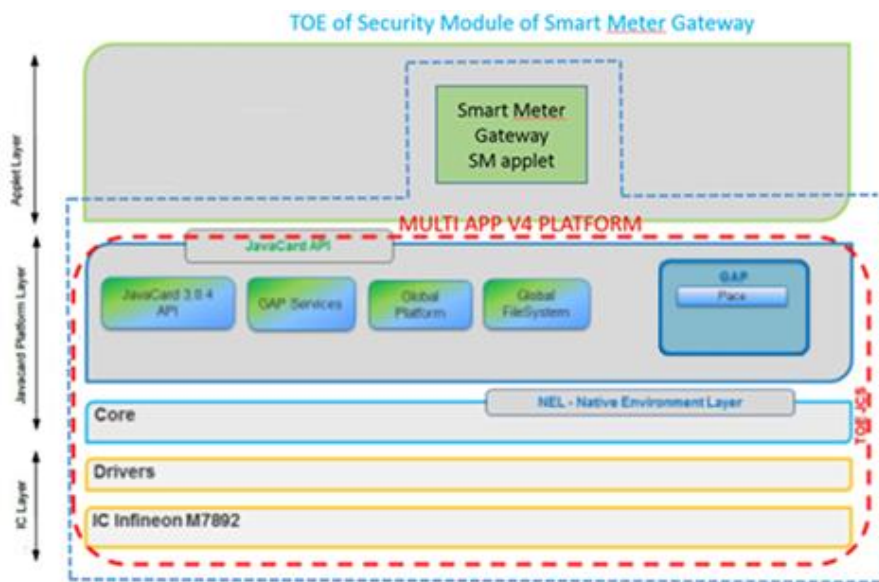 TOE of Security Module of Smart Meter Gateway
Applet Layer
Smart Meter
Gateway
SM applet
MULTI APP V4 PLATFORM
JavaCard API
Javacard Platform Layer
JavaCard 3.0.4
API
GAP Services
Global
Platform
Global
FileSystem
GAP
Pace
NEL - Native Environment Layer
Core
TOE-ICS
IC Layer
Drivers
IC Infineon M7892